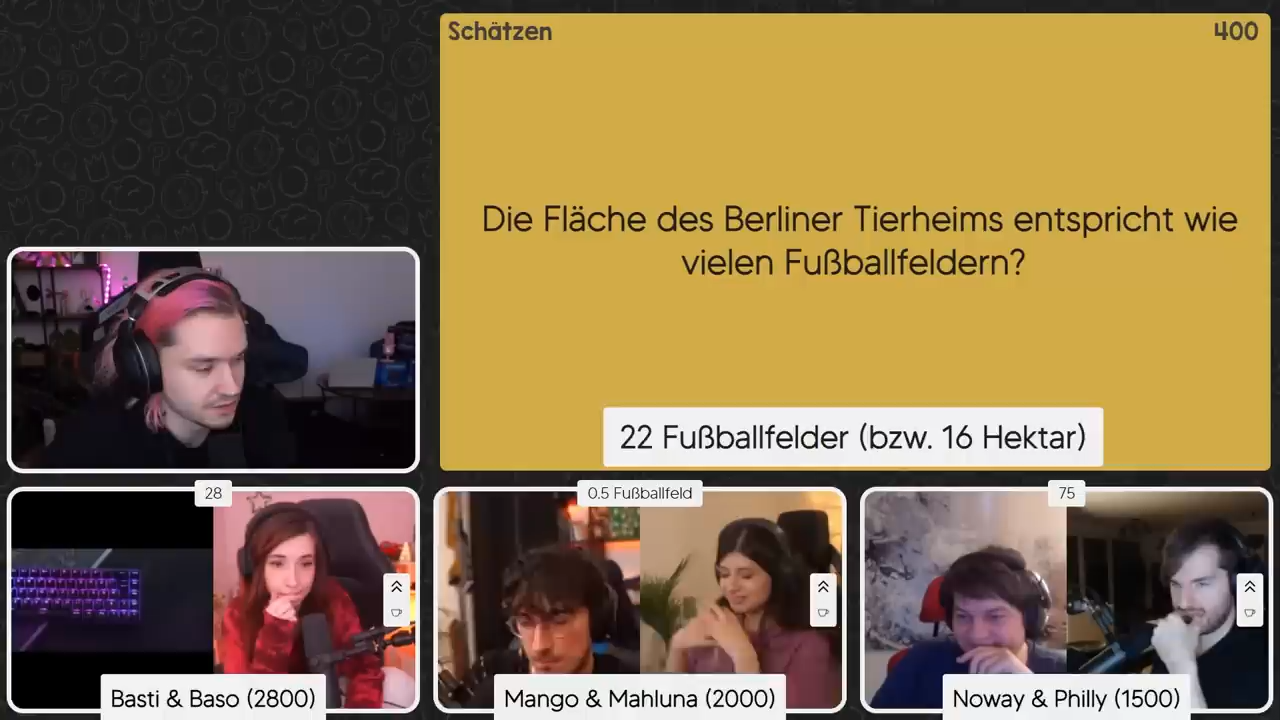 Schätzen
400
Die Fläche des Berliner Tierheims entspricht wie
vielen Fußballfeldern?
22 Fußballfelder (bzw. 16 Hektar)
28
0.5 Fußballfeld
75
Basti & Baso (2800)
Mango & Mahluna (2000)
Noway & Philly (1500)